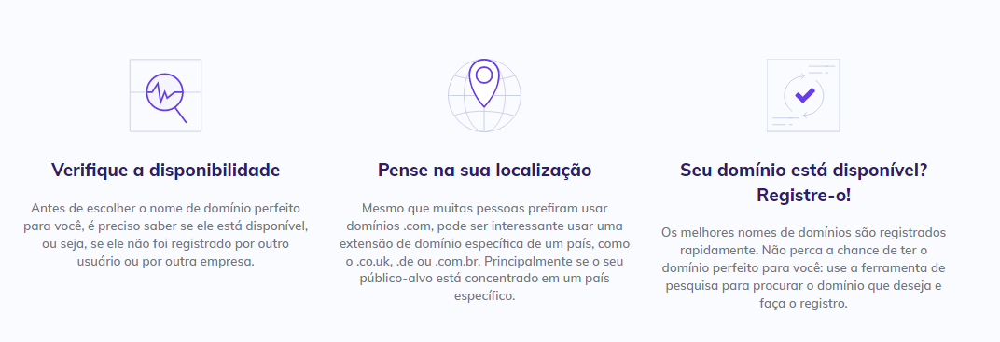 Verifique a disponibilidade
Antes de escolher o nome de domínio perfeito
para você, é preciso saber se ele está disponível,
ou seja, se ele não foi registrado por outro
usuário ou por outra empresa.
Pense na sua localização
Mesmo que muitas pessoas prefiram usar
domínios .com, pode ser interessante usar uma
extensão de domínio específica de um país, como
o .co.uk, .de ou .com.br. Principalmente se o seu
público-alvo está concentrado em um país
específico.
Seu domínio está disponível?
Registre-o!
Os melhores nomes de domínios são registrados
rapidamente. Não perca a chance de ter o
domínio perfeito para você: use a ferramenta de
pesquisa para procurar o domínio que deseja e
faça o registro.